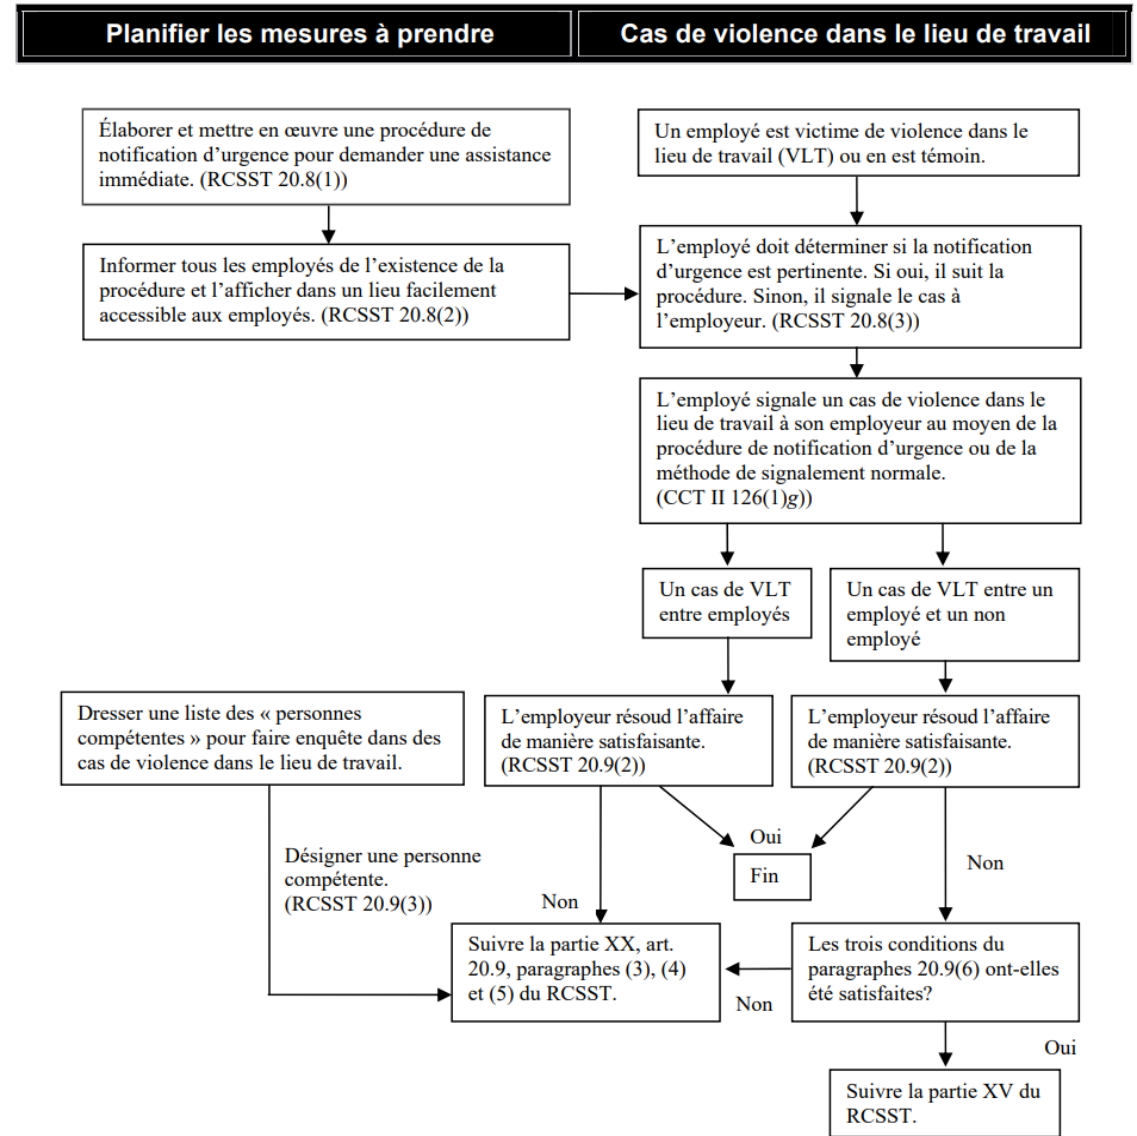 Planifier les mesures à prendre
Cas de violence dans le lieu de travail
Élaborer et mettre en œuvre une procédure de
notification d’urgence pour demander une assistance
immédiate. (RCSST 20.8(1))
Un employé est victime de violence dans le
lieu de travail (VLT) ou en est témoin.
Informer tous les employés de l’existence de la
procédure et l’afficher dans un lieu facilement
accessible aux employés. (RCSST 20.8(2))
L’employé doit déterminer si la notification
d’urgence est pertinente. Si oui, il suit la
procédure. Sinon, il signale le cas à
l’employeur. (RCSST 20.8(3))
L’employé signale un cas de violence dans le
lieu de travail à son employeur au moyen de la
procédure de notification d’urgence ou de la
méthode de signalement normale.
(CCT II 126(1)g))
Un cas de VLT
entre employés
Un cas de VLT entre un
employé et un non
employé
Dresser une liste des « personnes
compétentes » pour faire enquête dans des
cas de violence dans le lieu de travail.
L’employeur résoud l’affaire
de manière satisfaisante.
(RCSST 20.9(2))
L’employeur résoud l’affaire
de manière satisfaisante.
(RCSST 20.9(2))
Désigner une personne
compétente.
(RCSST 20.9(3))
Oui
Fin
Non
Non
Suivre la partie XX, art.
20.9, paragraphes (3), (4)
et (5) du RCSST.
Les trois conditions du
paragraphes 20.9(6) ont-elles
été satisfaites?
Non
Oui
Suivre la partie XV du
RCSST.